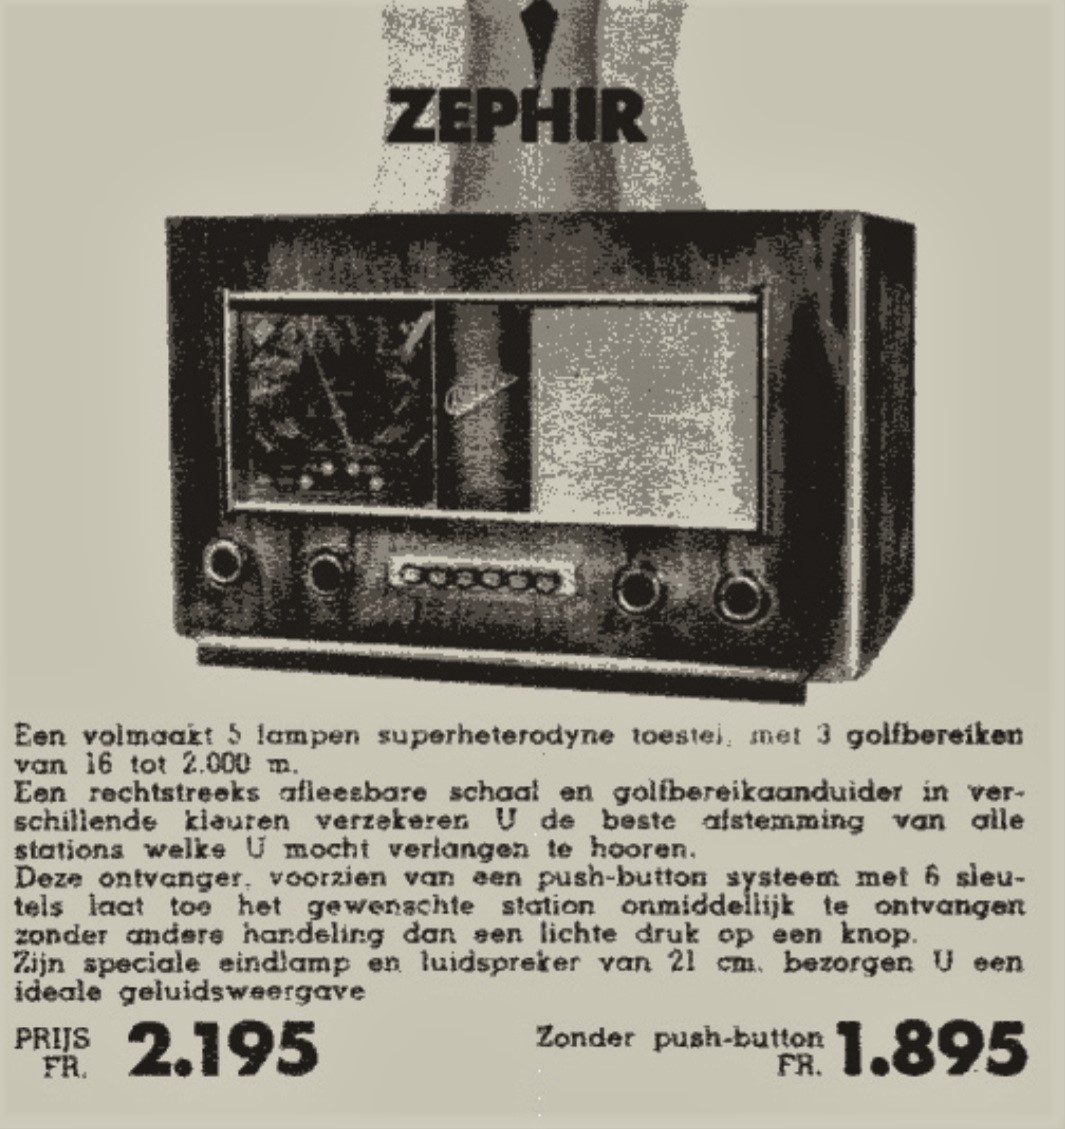 ZEPHIR
Een volmaakt 5 lampen superheterodyne toestel, met 3 golfbereiken
van 16 tot 2.000 m.
Een rechtstreeks afleesbare schaal en golfbereikaanduider in ver-
schillende kleuren verzekeren U de beste afstemming van alle
stations welke U mocht verlangen te hooren.
Deze ontvanger, voorzien van een push-button systeem met 6 sleu-
tels laat toe het gewenschte station onmiddellijk te ontvangen
zonder andere handeling dan een lichte druk op een knop.
Zijn speciale eindlamp en luidspreker van 21 cm. bezorgen U een
ideale geluidsweergave
PRIJS FR. 2.195
Zonder push-button FR. 1.895